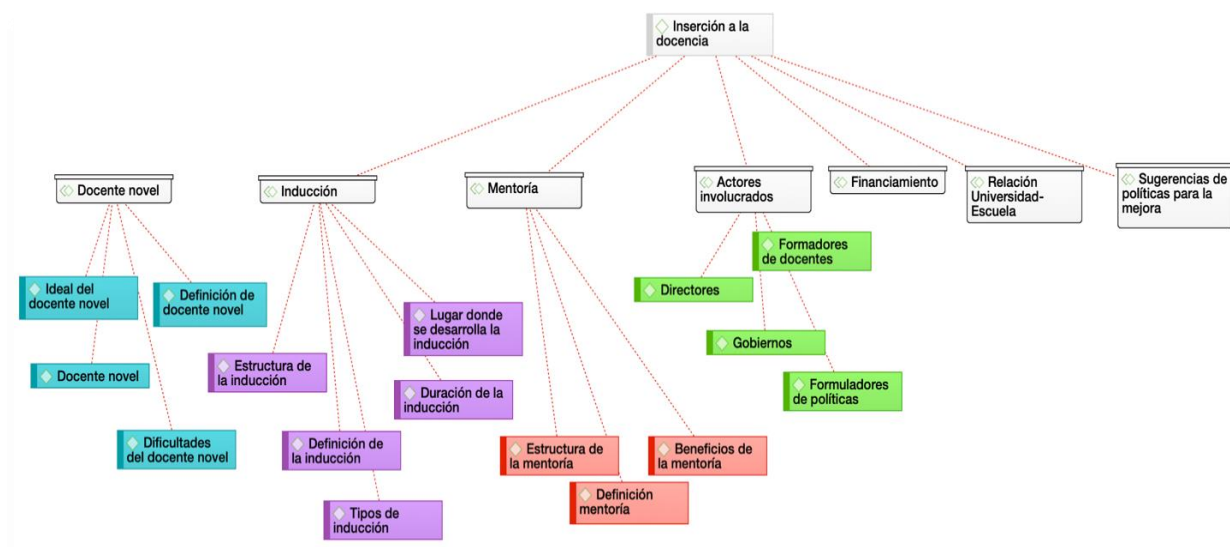 Inserción a la
docencia
Docente novel
Inducción
Mentoría
Actores
involucrados
Financiamiento
Relación
Universidad-
Escuela
Sugerencias de
políticas para la
mejora
Ideal del
docente novel
Definición de
docente novel
Docente novel
Dificultades
del docente novel
Lugar donde
se desarrolla la
inducción
Estructura de
la inducción
Duración de la
inducción
Definición de
la inducción
Tipos de
inducción
Estructura de
la mentoría
Beneficios de
la mentoría
Definición
mentoría
Formadores
de docentes
Directores
Gobiernos
Formuladores
de políticas